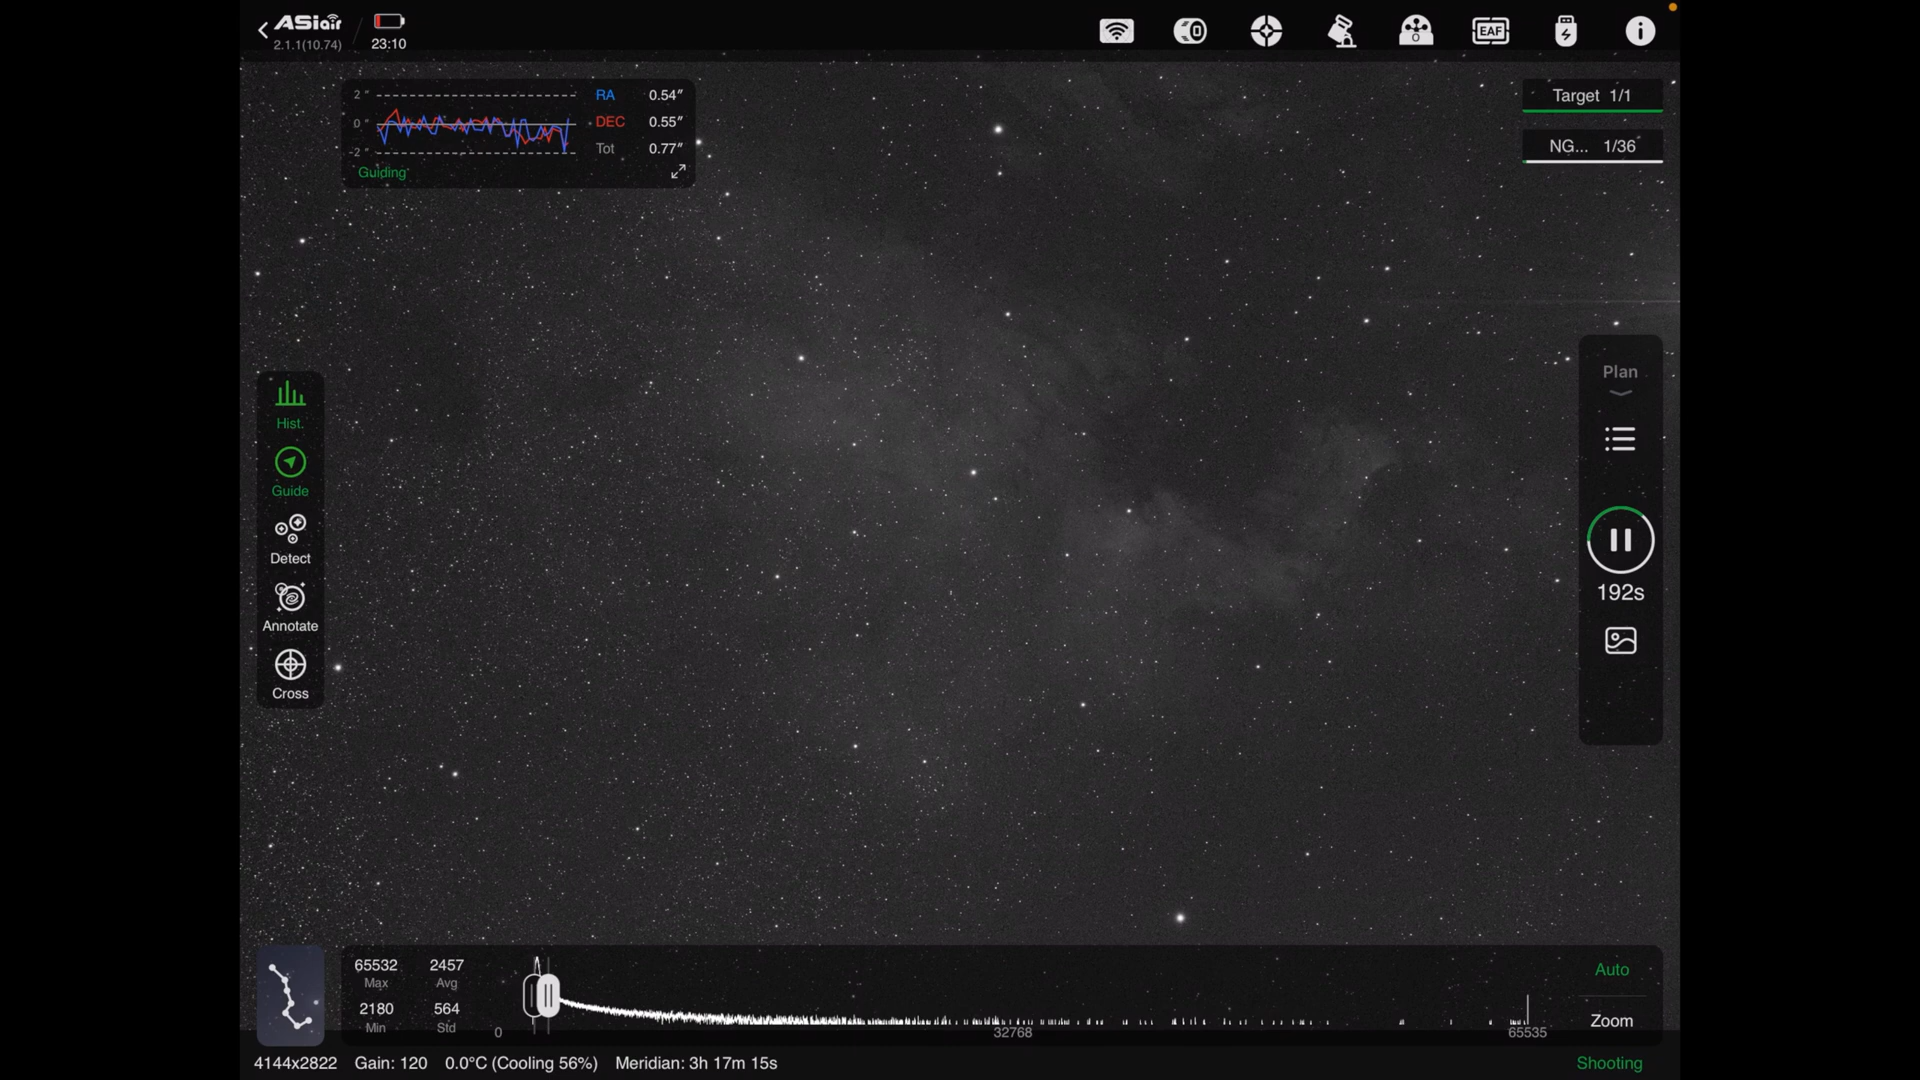 ASIair
2.1.1(10.74)
23:10
EAF
2 "
0 "
-2 "
RA 0.54"
DEC 0.55"
Tot 0.77"
Guiding
Target 1/1
NG... 1/36
Plan
192s
Hist.
Guide
Detect
Annotate
Cross
65532 2457
Max Avg
2180 564
Min Std
0 32768 65535
Auto
Zoom
4144x2822 Gain: 120 0.0°C (Cooling 56%) Meridian: 3h 17m 15s
Shooting